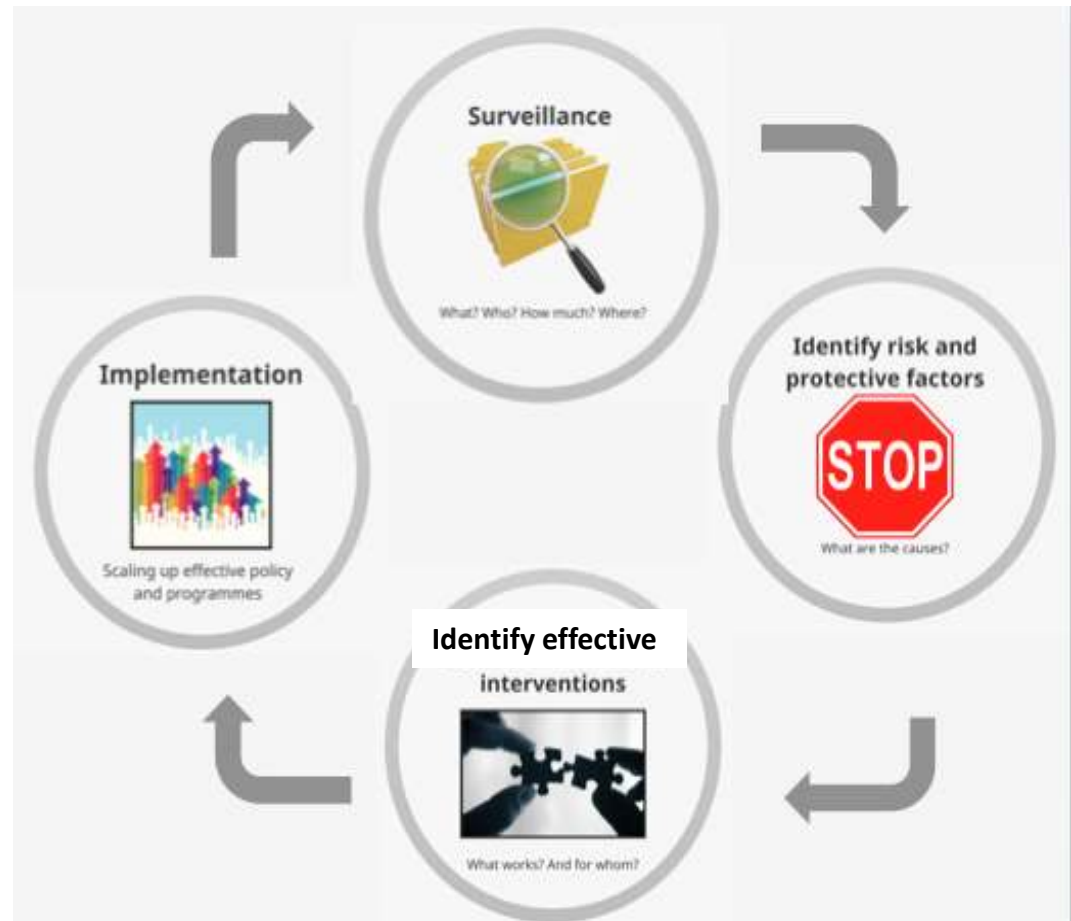 Surveillance
What? Who? How much? Where?
Identify risk and
protective factors
STOP
What are the causes?
Identify effective
interventions
What works? And for whom?
Implementation
Scaling up effective policy
and programmes